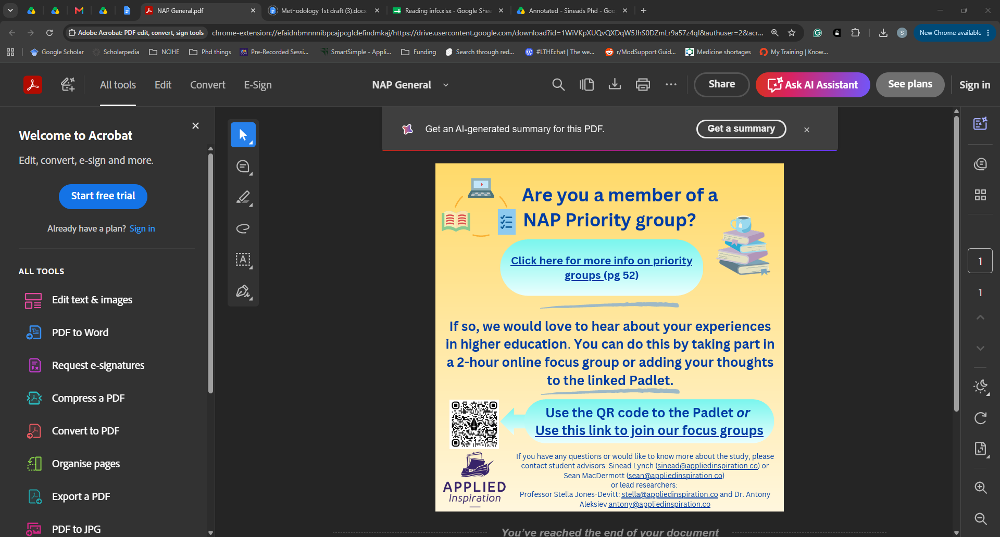 NAP General.pdf
Methodology 1st draft (3).docx
Reading info.xlsx - Google Shee
Annotated - Sineads Phd - Goo
Adobe Acrobat: PDF edit, convert, sign tools
chrome-extension://efaidnbmnnnibpcajpcglclefindmkaj/https://drive.usercontent.google.com/download?id=1WiVKpXUQvQXDqW5JhS0DZmLr9a57z4qI&authuser=2&acr...
S
New Chrome available
Google Scholar
Scholarpedia
NCIHE
Phd things
Pre-Recorded Sessi...
SmartSimple - Appli...
Funding
Search through red...
#LTHEchat | The we...
r/ModSupport Guid...
Medicine shortages
My Training | Know...
All tools
Edit
Convert
E-Sign
NAP General
Share
Ask AI Assistant
See plans
Sign in
Welcome to Acrobat
Edit, convert, e-sign and more.
Start free trial
Already have a plan? Sign in
ALL TOOLS
Edit text & images
PDF to Word
Request e-signatures
Compress a PDF
Convert to PDF
Organise pages
Export a PDF
PDF to JPG
Get an AI-generated summary for this PDF.
Get a summary
Are you a member of a
NAP Priority group?
Click here for more info on priority
groups (pg 52)
If so, we would love to hear about your experiences
in higher education. You can do this by taking part in
a 2-hour online focus group or adding your thoughts
to the linked Padlet.
Use the QR code to the Padlet or
Use this link to join our focus groups
APPLIED
Inspiration
If you have any questions or would like to know more about the study, please
contact student advisors: Sinead Lynch (sinead@appliedinspiration.co) or
Sean MacDermott (sean@appliedinspiration.co)
or lead researchers:
Professor Stella Jones-Devitt: stella@appliedinspiration.co and Dr. Antony
Aleksiev antony@appliedinspiration.co
You've reached the end of your document
1
1